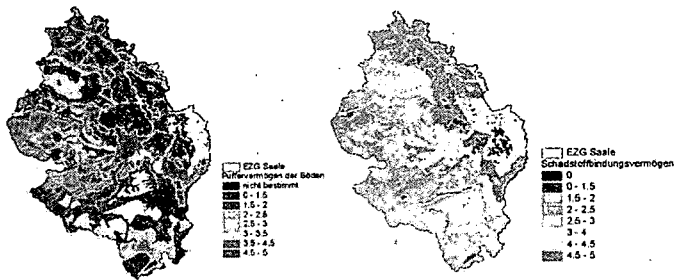 EZG Saale
Puffervermögen der Böden
nicht bestimmt
0 - 1.5
1.5 - 2
2 - 2.5
2.5 - 3
3 - 3.5
3.5 - 4.5
4.5 - 5
EZG Saale
Schadstoffbindungsvermögen
0
0 - 1.5
1.5 - 2
2 - 2.5
2.5 - 3
3 - 4
4 - 4.5
4.5 - 5